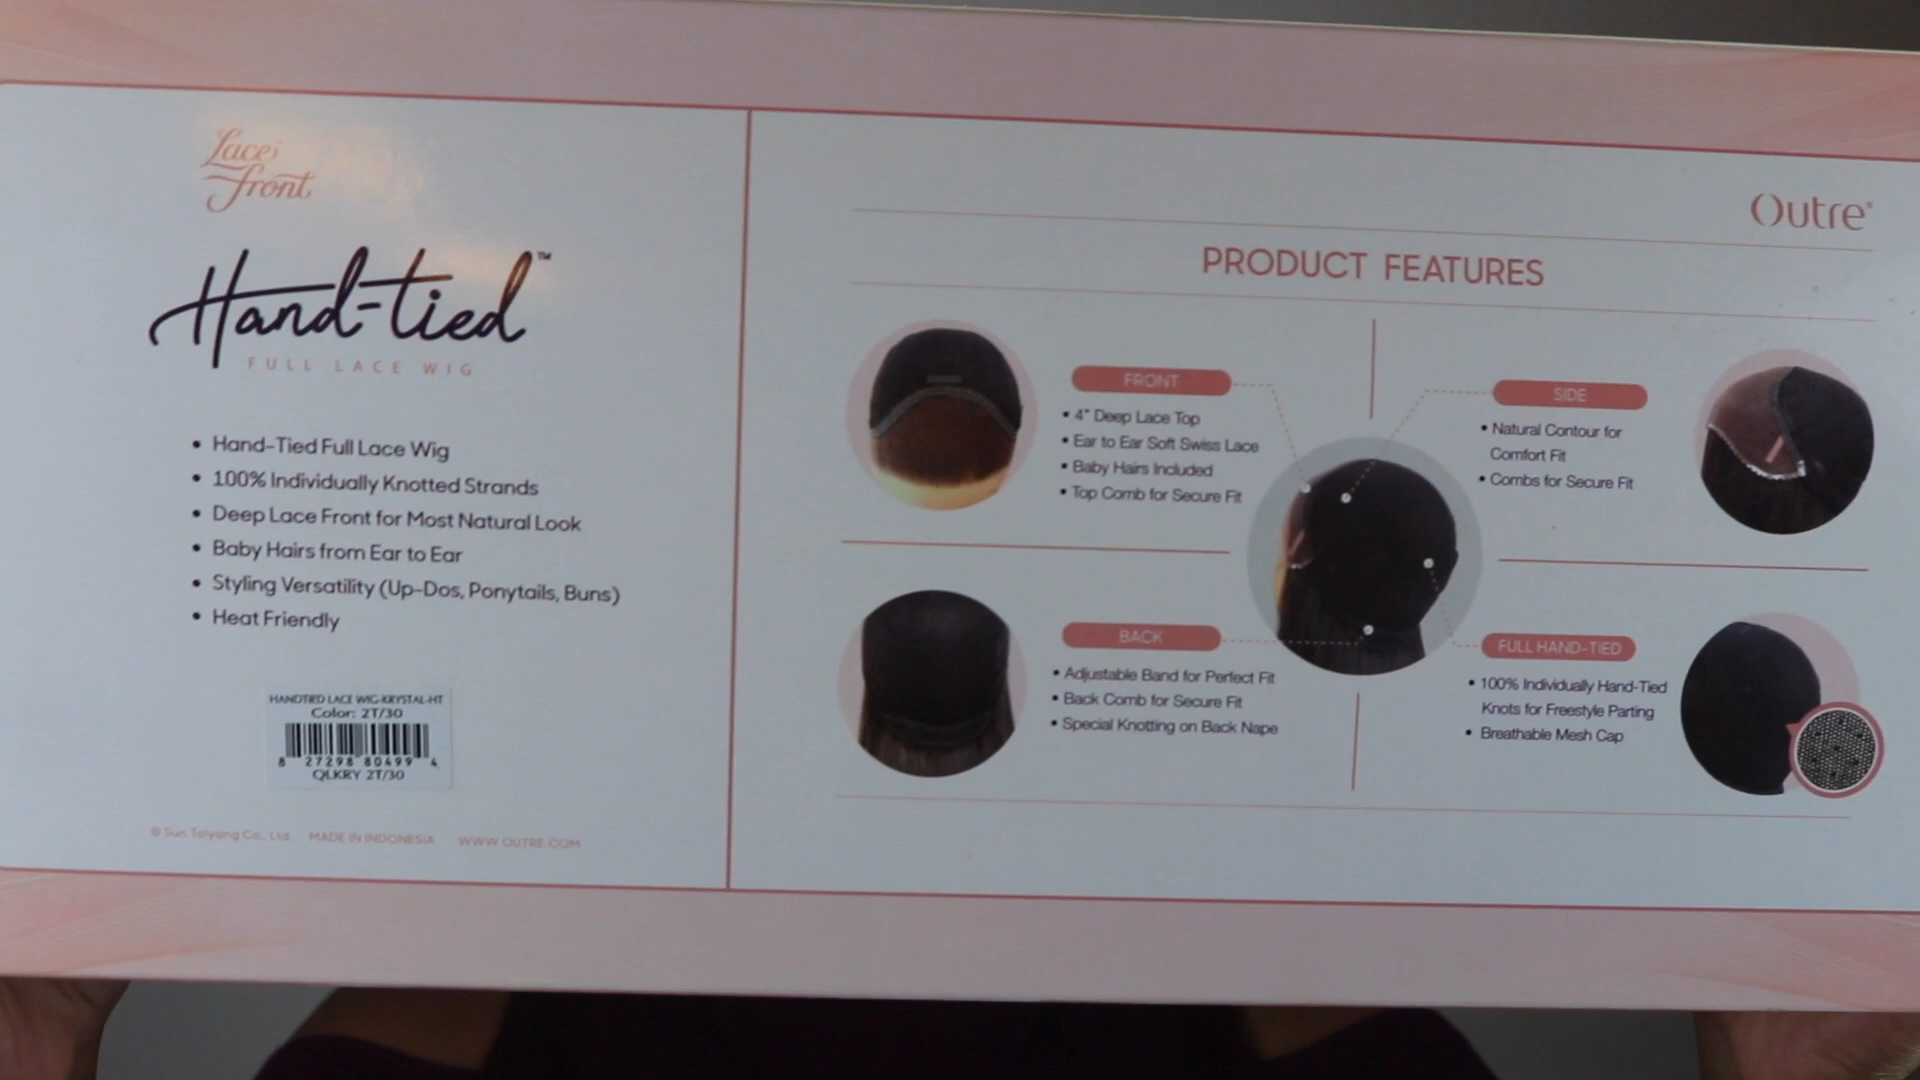 Lace
front
Hand-tied™
FULL LACE WIG
• Hand-Tied Full Lace Wig
• 100% Individually Knotted Strands
• Deep Lace Front for Most Natural Look
• Baby Hairs from Ear to Ear
• Styling Versatility (Up-Dos, Ponytails, Buns)
• Heat Friendly
HANDTIED LACE WIG-KRYSTAL-HT
Color: 2T/30
8 27298 80499 4
QLKRY 2T/30
© Sun Taiyang Co., Ltd. MADE IN INDONESIA WWW.OUTRE.COM
Outre®
PRODUCT FEATURES
FRONT
• 4" Deep Lace Top
• Ear to Ear Soft Swiss Lace
• Baby Hairs Included
• Top Comb for Secure Fit
SIDE
• Natural Contour for
Comfort Fit
• Combs for Secure Fit
BACK
• Adjustable Band for Perfect Fit
• Back Comb for Secure Fit
• Special Knotting on Back Nape
FULL HAND-TIED
• 100% Individually Hand-Tied
Knots for Freestyle Parting
• Breathable Mesh Cap